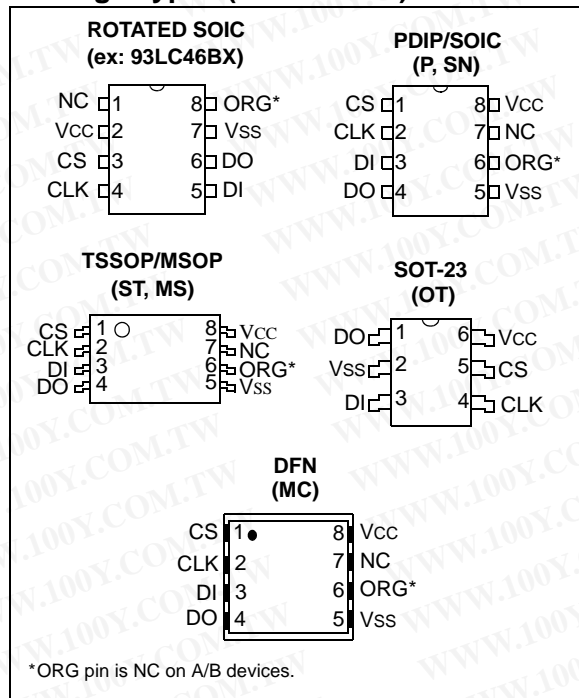 ROTATED SOIC
(ex: 93LC46BX)
NC 1 8 ORG*
VCC 2 7 VSS
CS 3 6 DO
CLK 4 5 DI
PDIP/SOIC
(P, SN)
CS 1 8 VCC
CLK 2 7 NC
DI 3 6 ORG*
DO 4 5 VSS
TSSOP/MSOP
(ST, MS)
CS 1 8 VCC
CLK 2 7 NC
DI 3 6 ORG*
DO 4 5 VSS
SOT-23
(OT)
DO 1 6 VCC
VSS 2 5 CS
DI 3 4 CLK
DFN
(MC)
CS 1 8 VCC
CLK 2 7 NC
DI 3 6 ORG*
DO 4 5 VSS
*ORG pin is NC on A/B devices.
WWW.100Y.COM.TW